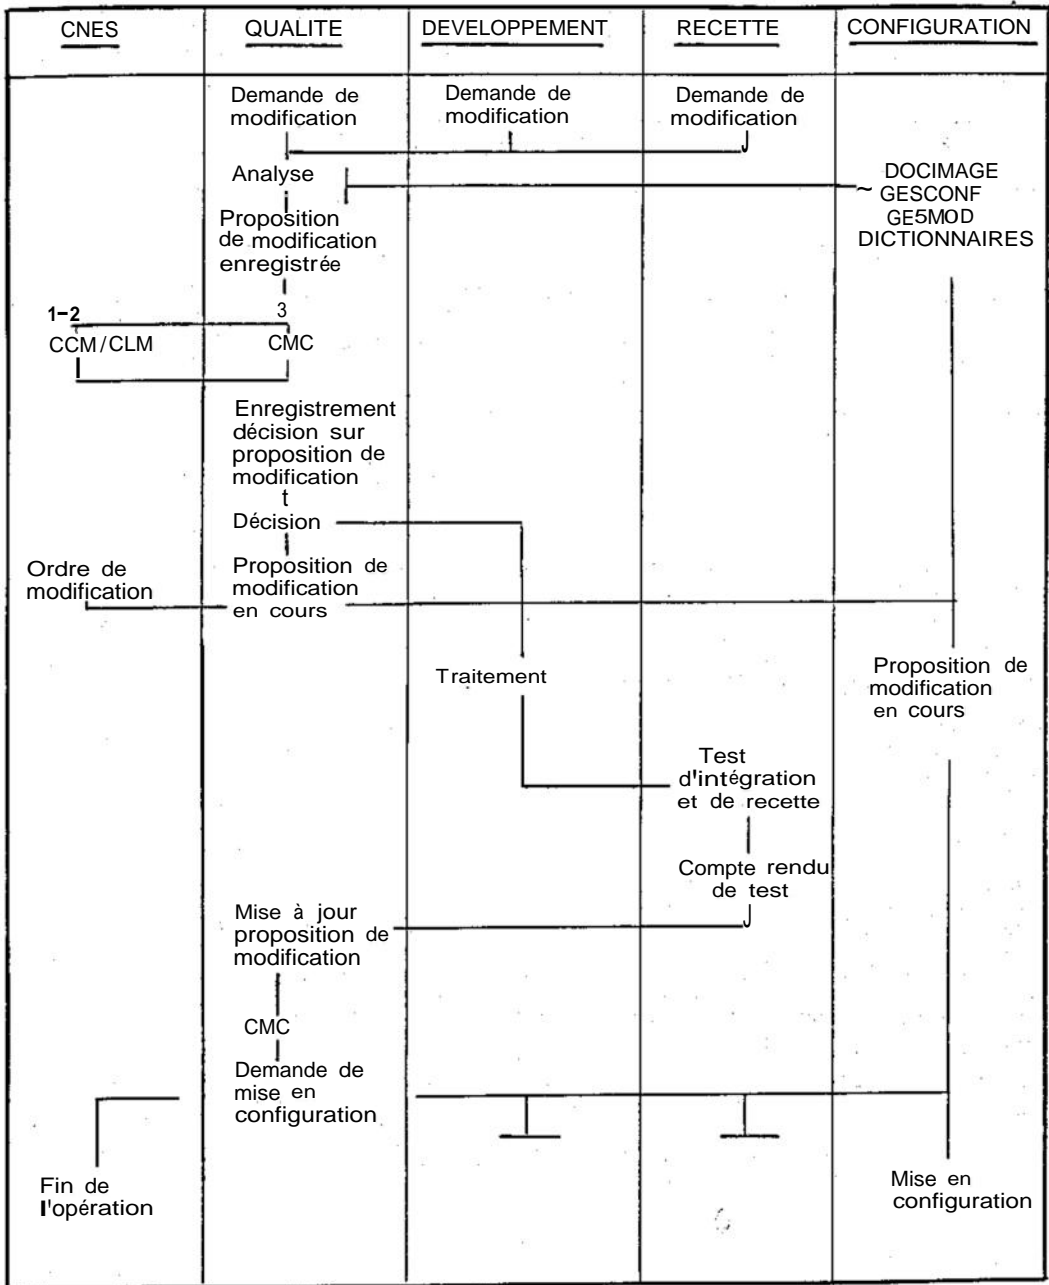 CNES
QUALITE
DEVELOPPEMENT
RECETTE
CONFIGURATION
Demande de
modification
Demande de
modification
Demande de
modification
Analyse
DOCIMAGE
~ GESCONF
GE5MOD
DICTIONNAIRES
Proposition
de modification
enregistrée
1-2
3
CCM/CLM
CMC
Enregistrement
décision sur
proposition de
modification
t
Décision
Ordre de
modification
Proposition de
modification
en cours
Traitement
Proposition de
modification
en cours
Test
d'intégration
et de recette
Compte rendu
de test
Mise à jour
proposition de
modification
CMC
Demande de
mise en
configuration
Fin de
l'opération
Mise en
configuration